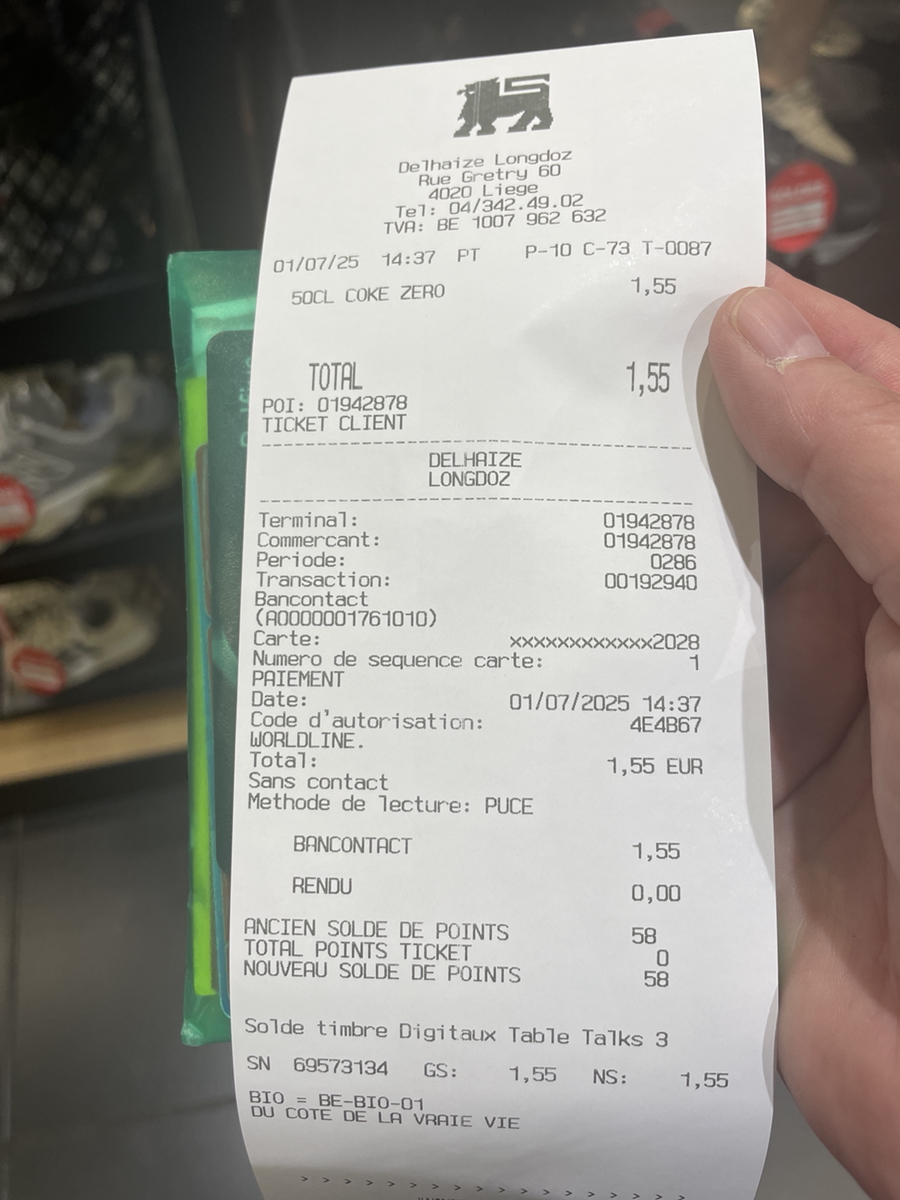 Delhaize Longdoz
Rue Gretry 60
4020 Liege
Tel: 04/342.49.02
TVA: BE 1007 962 632
01/07/25 14:37 PT P-10 C-73 T-0087
50CL COKE ZERO 1,55
TOTAL 1,55
POI: 01942878
TICKET CLIENT
DELHAIZE
LONGDOZ
Terminal: 01942878
Commercant: 01942878
Periode: 0286
Transaction: 00192940
Bancontact
(A0000001761010)
Carte: xxxxxxxxxxxxx2028
Numero de sequence carte: 1
PAIEMENT
Date: 01/07/2025 14:37
Code d'autorisation: 4E4B67
WORLDLINE.
Total: 1,55 EUR
Sans contact
Methode de lecture: PUCE
BANCONTACT 1,55
RENDU 0,00
ANCIEN SOLDE DE POINTS 58
TOTAL POINTS TICKET 0
NOUVEAU SOLDE DE POINTS 58
Solde timbre Digitaux Table Talks 3
SN 69573134 GS: 1,55 NS: 1,55
BIO = BE-BIO-01
DU COTE DE LA VRAIE VIE